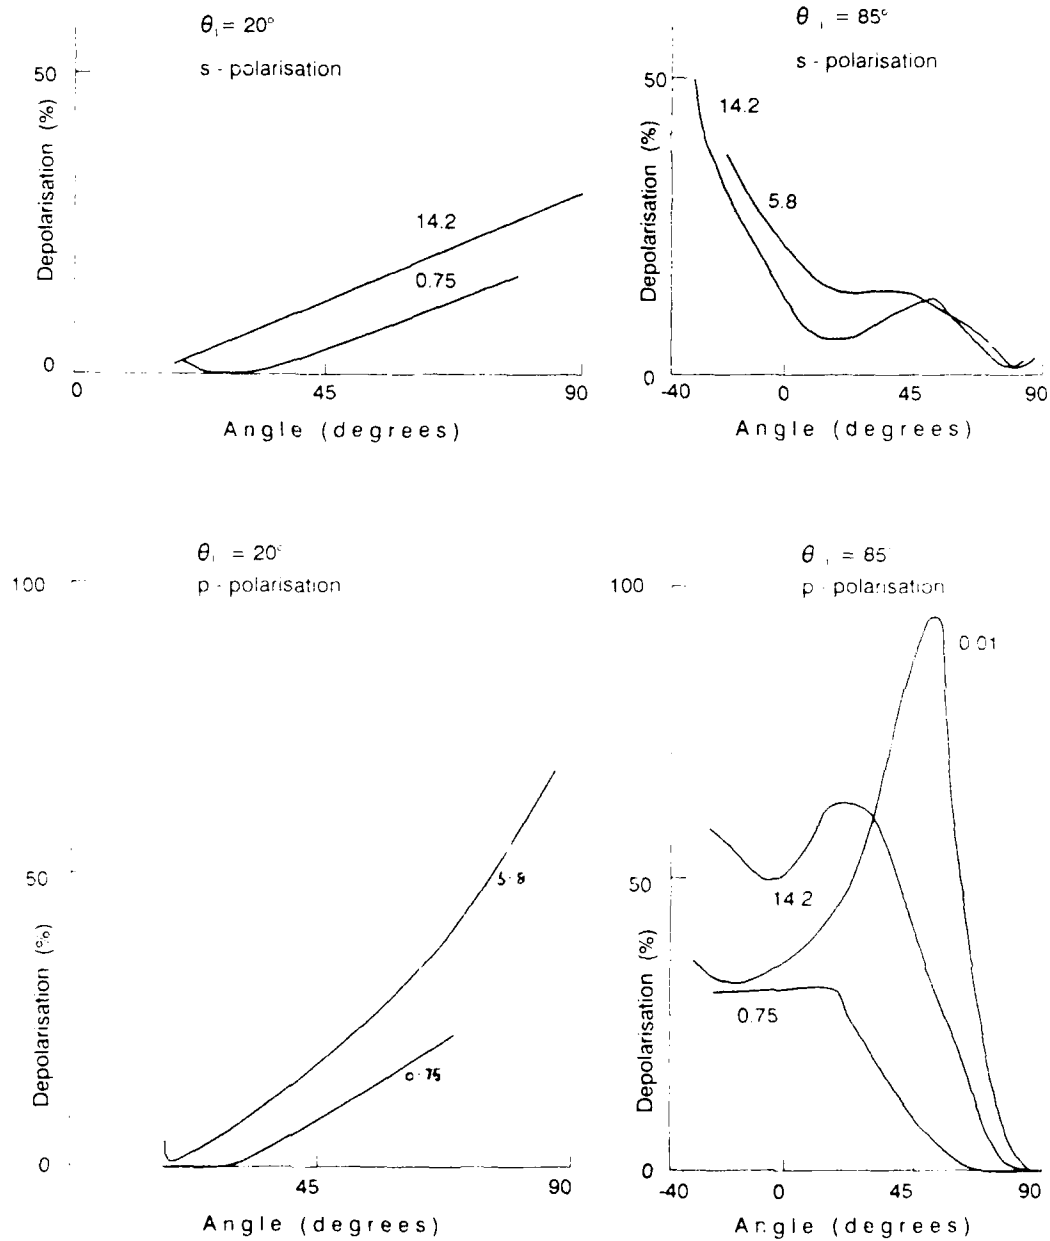 θᵢ = 20°
s - polarisation
50
Depolarisation (%)
14.2
0.75
0
0
45
90
Angle (degrees)
θᵢ = 85°
s - polarisation
50
14.2
5.8
Depolarisation (%)
0
-40
0
45
90
Angle (degrees)
θᵢ = 20°
p - polarisation
100
50
5.8
Depolarisation (%)
0.75
0
45
90
Angle (degrees)
θᵢ = 85
p - polarisation
100
0.01
50
14.2
Depolarisation (%)
0.75
0
-40
0
45
90
Angle (degrees)